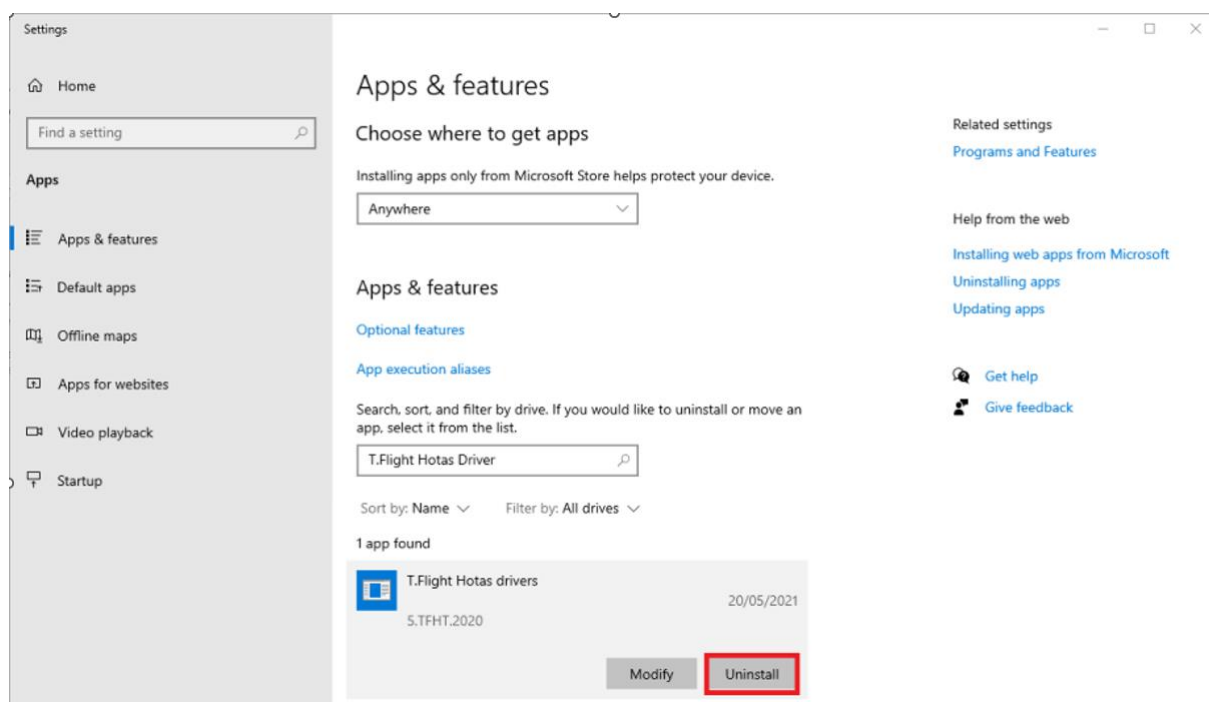 Settings
Home
Find a setting
Apps
Apps & features
Default apps
Offline maps
Apps for websites
Video playback
Startup
Apps & features
Choose where to get apps
Installing apps only from Microsoft Store helps protect your device.
Anywhere
Apps & features
Optional features
App execution aliases
Search, sort, and filter by drive. If you would like to uninstall or move an
app, select it from the list.
T.Flight Hotas Driver
Sort by: Name Filter by: All drives
1 app found
T.Flight Hotas drivers
20/05/2021
5.TFHT.2020
Modify Uninstall
Related settings
Programs and Features
Help from the web
Installing web apps from Microsoft
Uninstalling apps
Updating apps
Get help
Give feedback